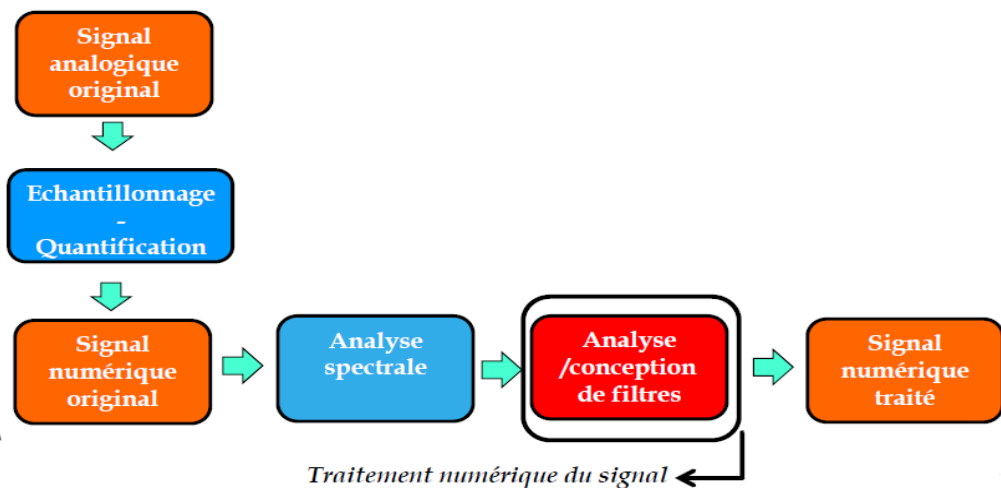 Signal
analogique
original
Echantillonnage
-
Quantification
Signal
numérique
original
Analyse
spectrale
Analyse
/conception
de filtres
Signal
numérique
traité
Traitement numérique du signal